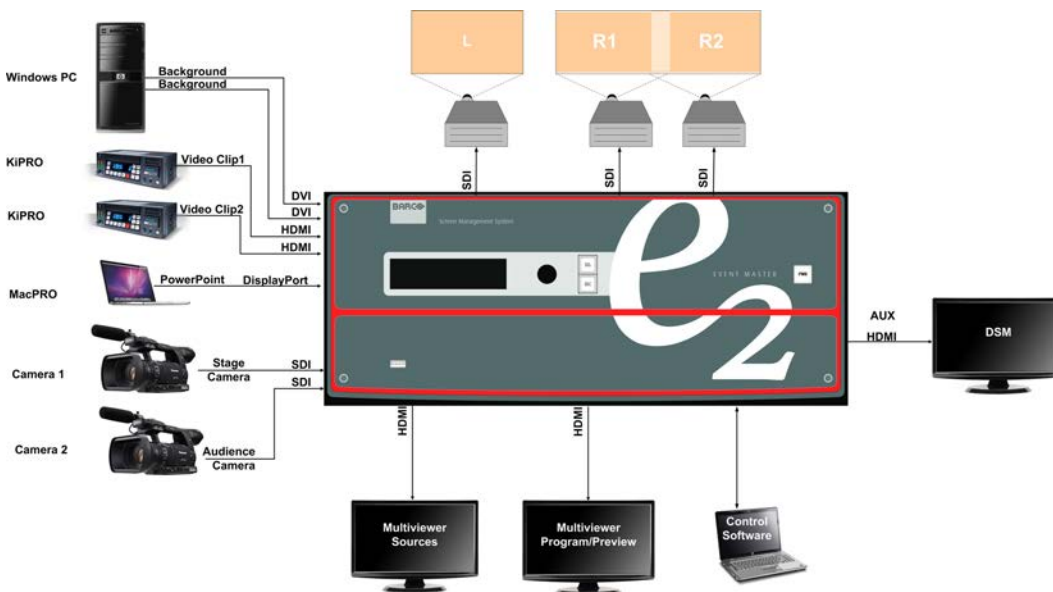 L
R1
R2
Windows PC
Background
Background
KiPRO
Video Clip1
KiPRO
Video Clip2
MacPRO
PowerPoint
DisplayPort
Camera 1
Stage
Camera
Camera 2
Audience
Camera
SDI
SDI
SDI
DVI
DVI
HDMI
HDMI
SDI
SDI
BARCO
Screen Management System
e2
EVENT MASTER
PWR
AUX
HDMI
DSM
HDMI
HDMI
Multiviewer
Sources
Multiviewer
Program/Preview
Control
Software